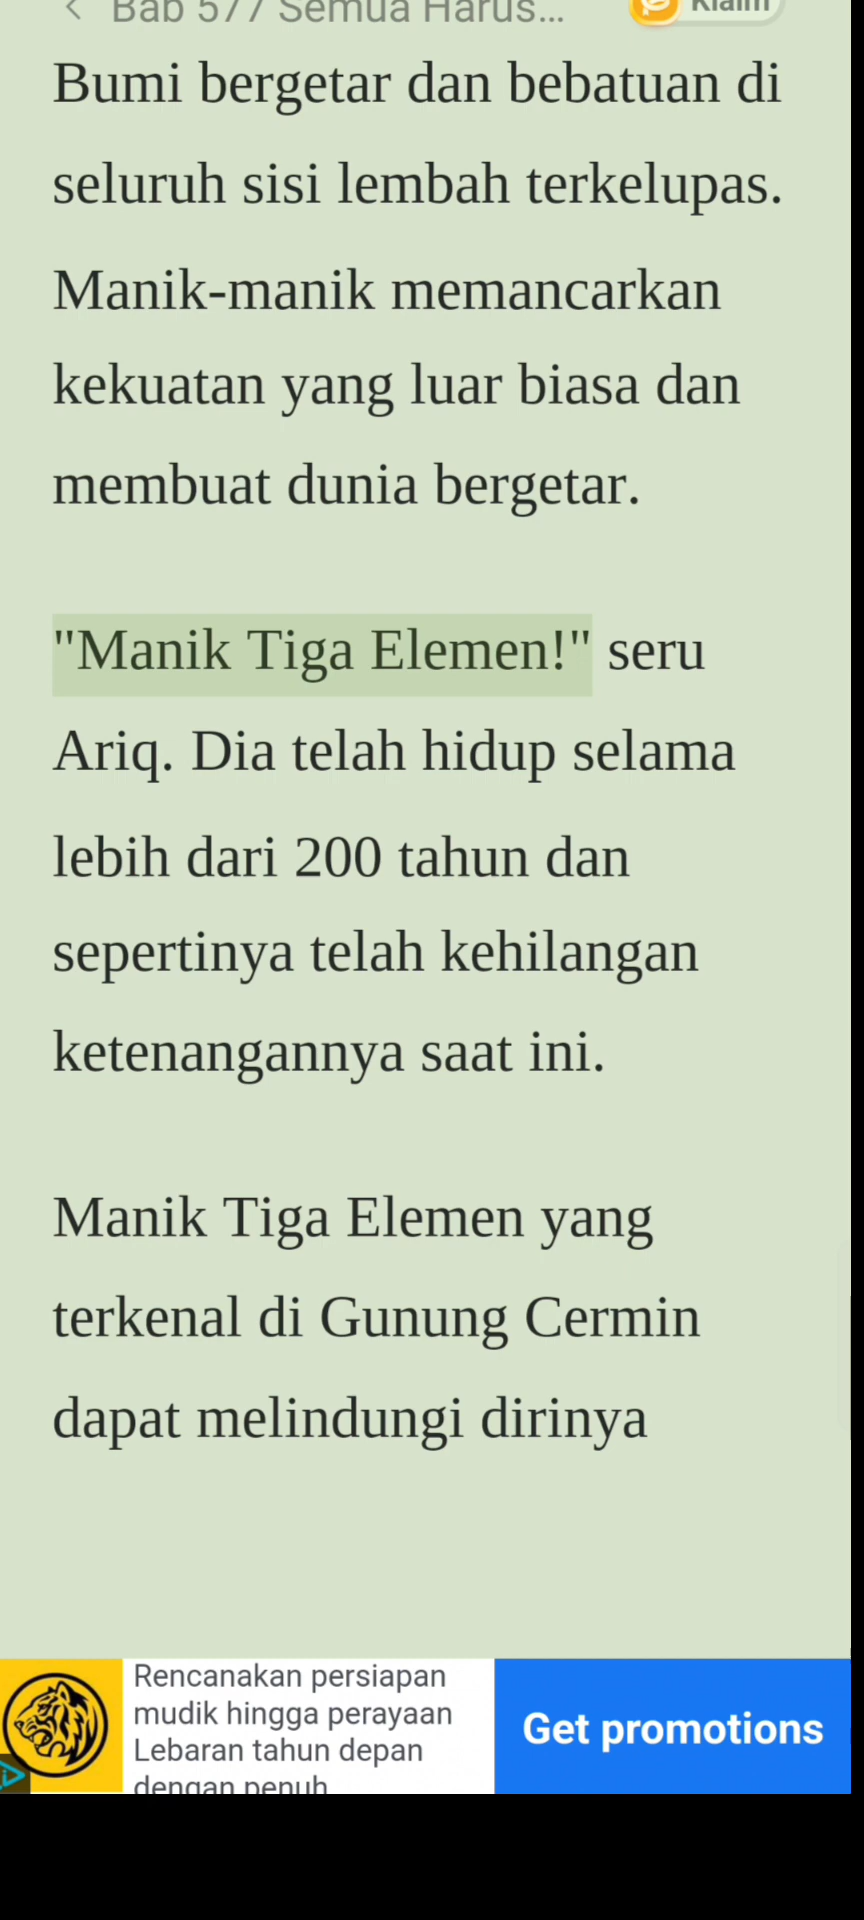 < Bab 577 Semua Harus...
Klaim
Bumi bergetar dan bebatuan di
seluruh sisi lembah terkelupas.
Manik-manik memancarkan
kekuatan yang luar biasa dan
membuat dunia bergetar.
"Manik Tiga Elemen!" seru
Ariq. Dia telah hidup selama
lebih dari 200 tahun dan
sepertinya telah kehilangan
ketenangannya saat ini.
Manik Tiga Elemen yang
terkenal di Gunung Cermin
dapat melindungi dirinya
Rencanakan persiapan
mudik hingga perayaan
Lebaran tahun depan
dengan penuh
Get promotions